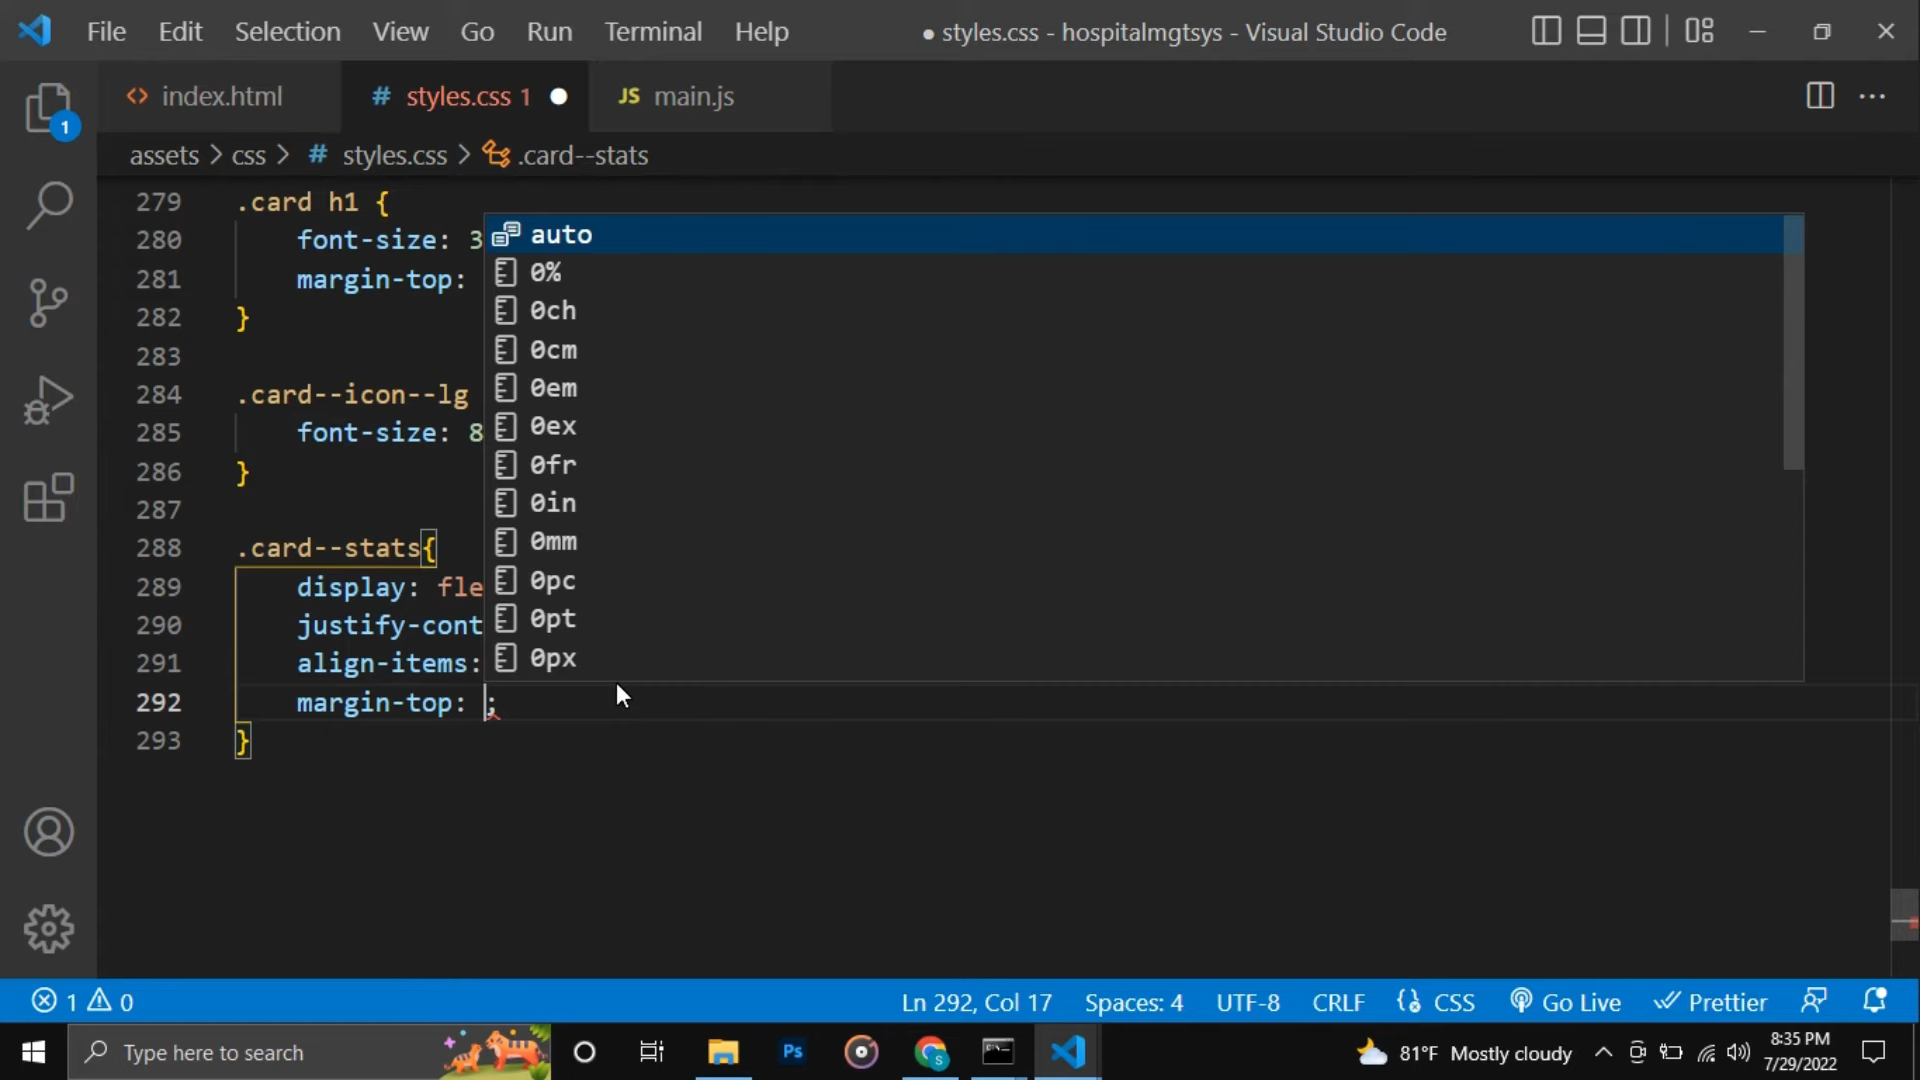 File Edit Selection View Go Run Terminal Help ● styles.css - hospitalmgtsys - Visual Studio Code
<> index.html # styles.css 1 JS main.js
1
assets > css > # styles.css > .card--stats
279 .card h1 {
280 font-size: 3
281 margin-top:
282 }
283
284 .card--icon--lg
285 font-size: 8
286 }
287
288 .card--stats{
289 display: fle
290 justify-cont
291 align-items:
292 margin-top: ;
293 }
auto
0%
0ch
0cm
0em
0ex
0fr
0in
0mm
0pc
0pt
0px
1 0 Ln 292, Col 17 Spaces: 4 UTF-8 CRLF CSS Go Live Prettier
Type here to search Ps 81°F Mostly cloudy 8:35 PM
7/29/2022